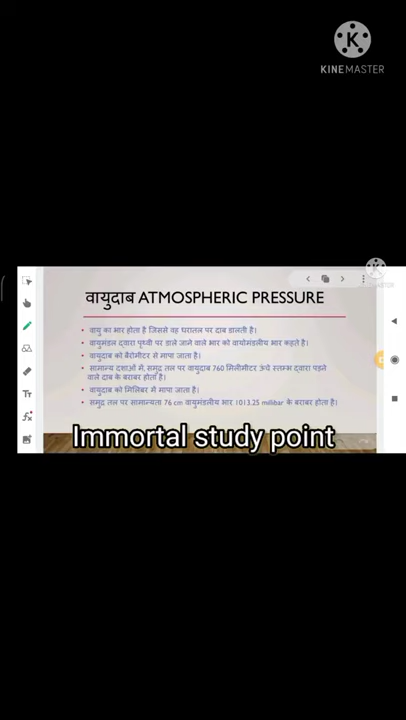 KINEMASTER
KINEMASTER
वायुदाब ATMOSPHERIC PRESSURE
• वायु का भार होता है जिससे वह धरातल पर दाब डालती है।
• वायुमंडल द्वारा पृथ्वी पर डाले जाने वाले भार को वायोमंडलीय भार कहते है।
• वायुदाब को बैरोमीटर से मापा जाता है।
• सामान्य दशाओं में, समुद्र तल पर वायुदाब 760 मिलीमीटर ऊंचे स्तम्भ द्वारा पड़ने
वाले दाब के बराबर होता है।
• वायुदाब को मिलिबर में मापा जाता है।
• समुद्र तल पर सामान्यता 76 cm वायुमंडलीय भार 1013.25 milibar के बराबर होता है।
Immortal study point